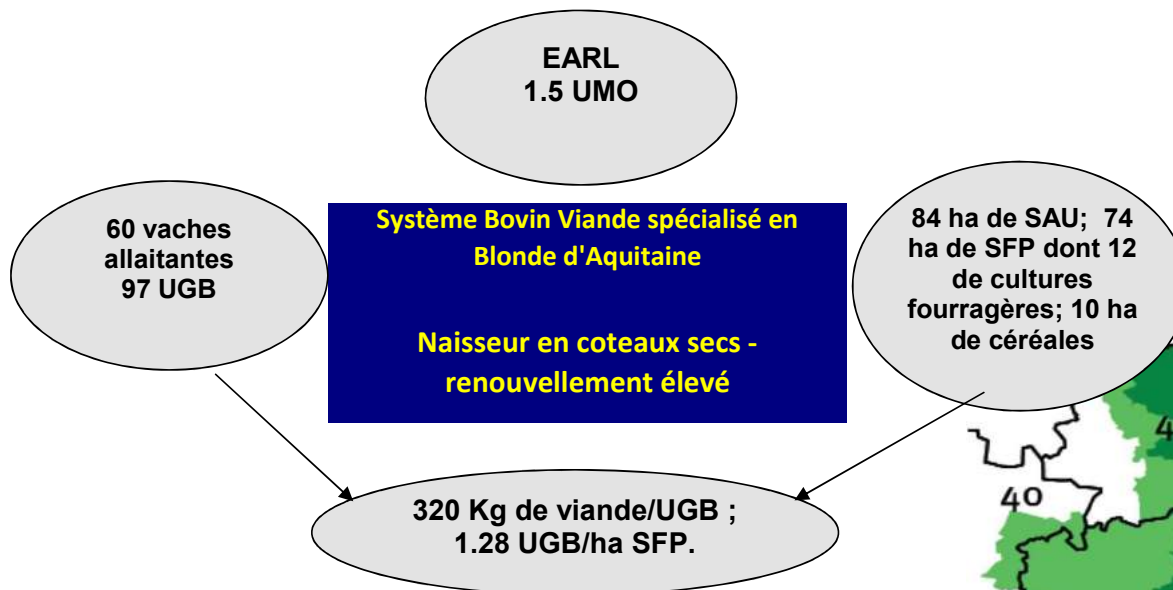 EARL
1.5 UMO
60 vaches
allaitantes
97 UGB
Système Bovin Viande spécialisé en
Blonde d'Aquitaine
Naisseur en coteaux secs -
renouvellement élevé
84 ha de SAU;  74
ha de SFP dont 12
de cultures
fourragères; 10 ha
de céréales
320 Kg de viande/UGB ;
1.28 UGB/ha SFP.
40